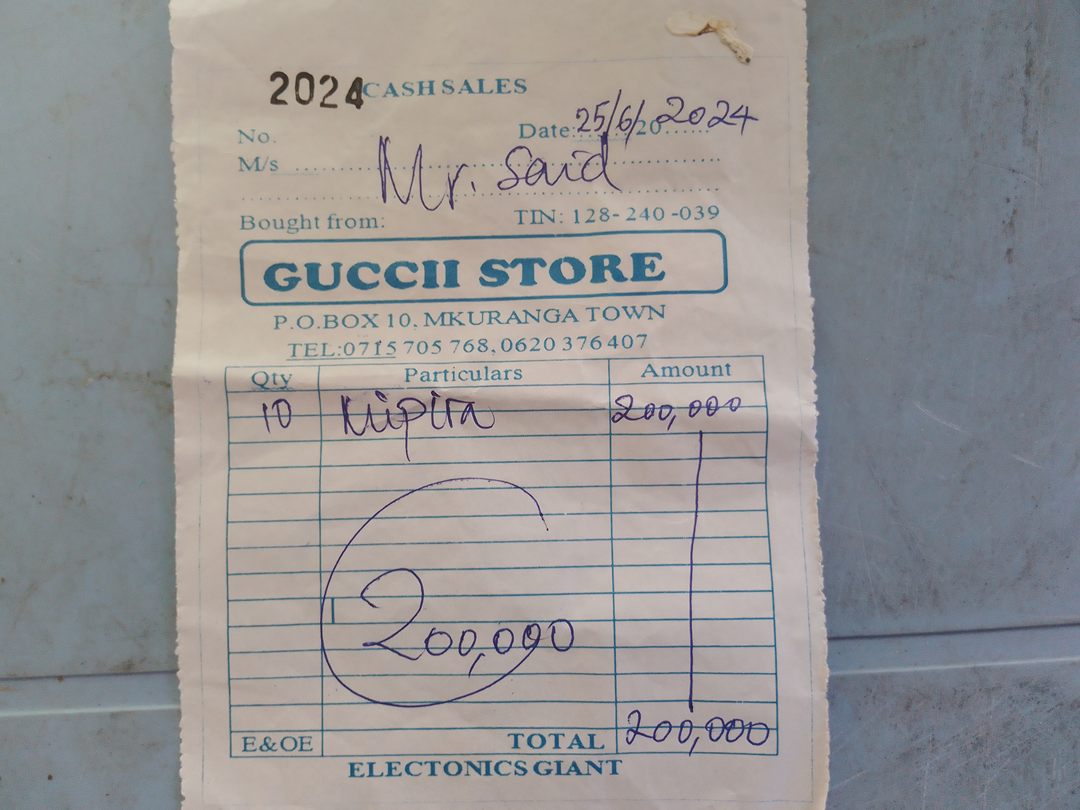 2024 CASH SALES
No. Date: 25/6/20 2024
M/s Mr. Said
Bought from: TIN: 128-240-039
GUCCII STORE
P.O.BOX 10, MKURANGA TOWN
TEL:0715 705 768, 0620 376 407
Qty Particulars Amount
10 Mipira 200,000
200,000
E&OE TOTAL 200,000
ELECTONICS GIANT